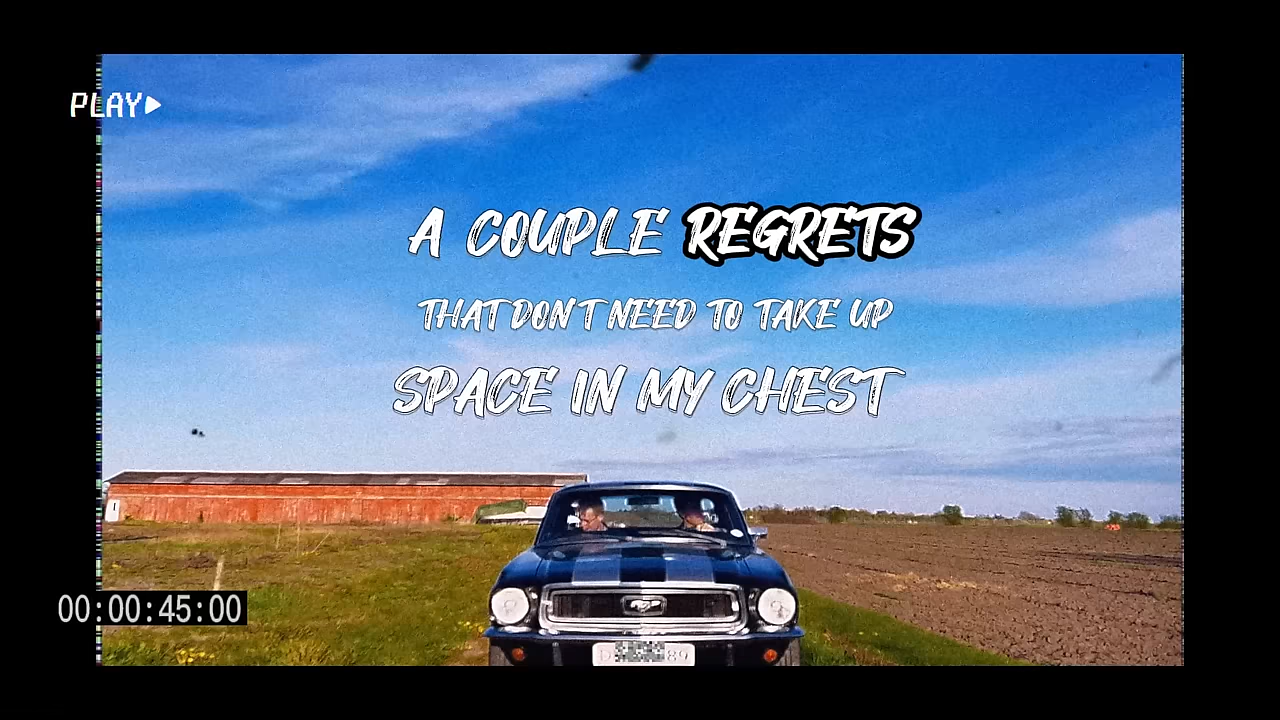 PLAY
A COUPLE REGRETS
THAT DON'T NEED TO TAKE UP
SPACE IN MY CHEST
00:00:45:00